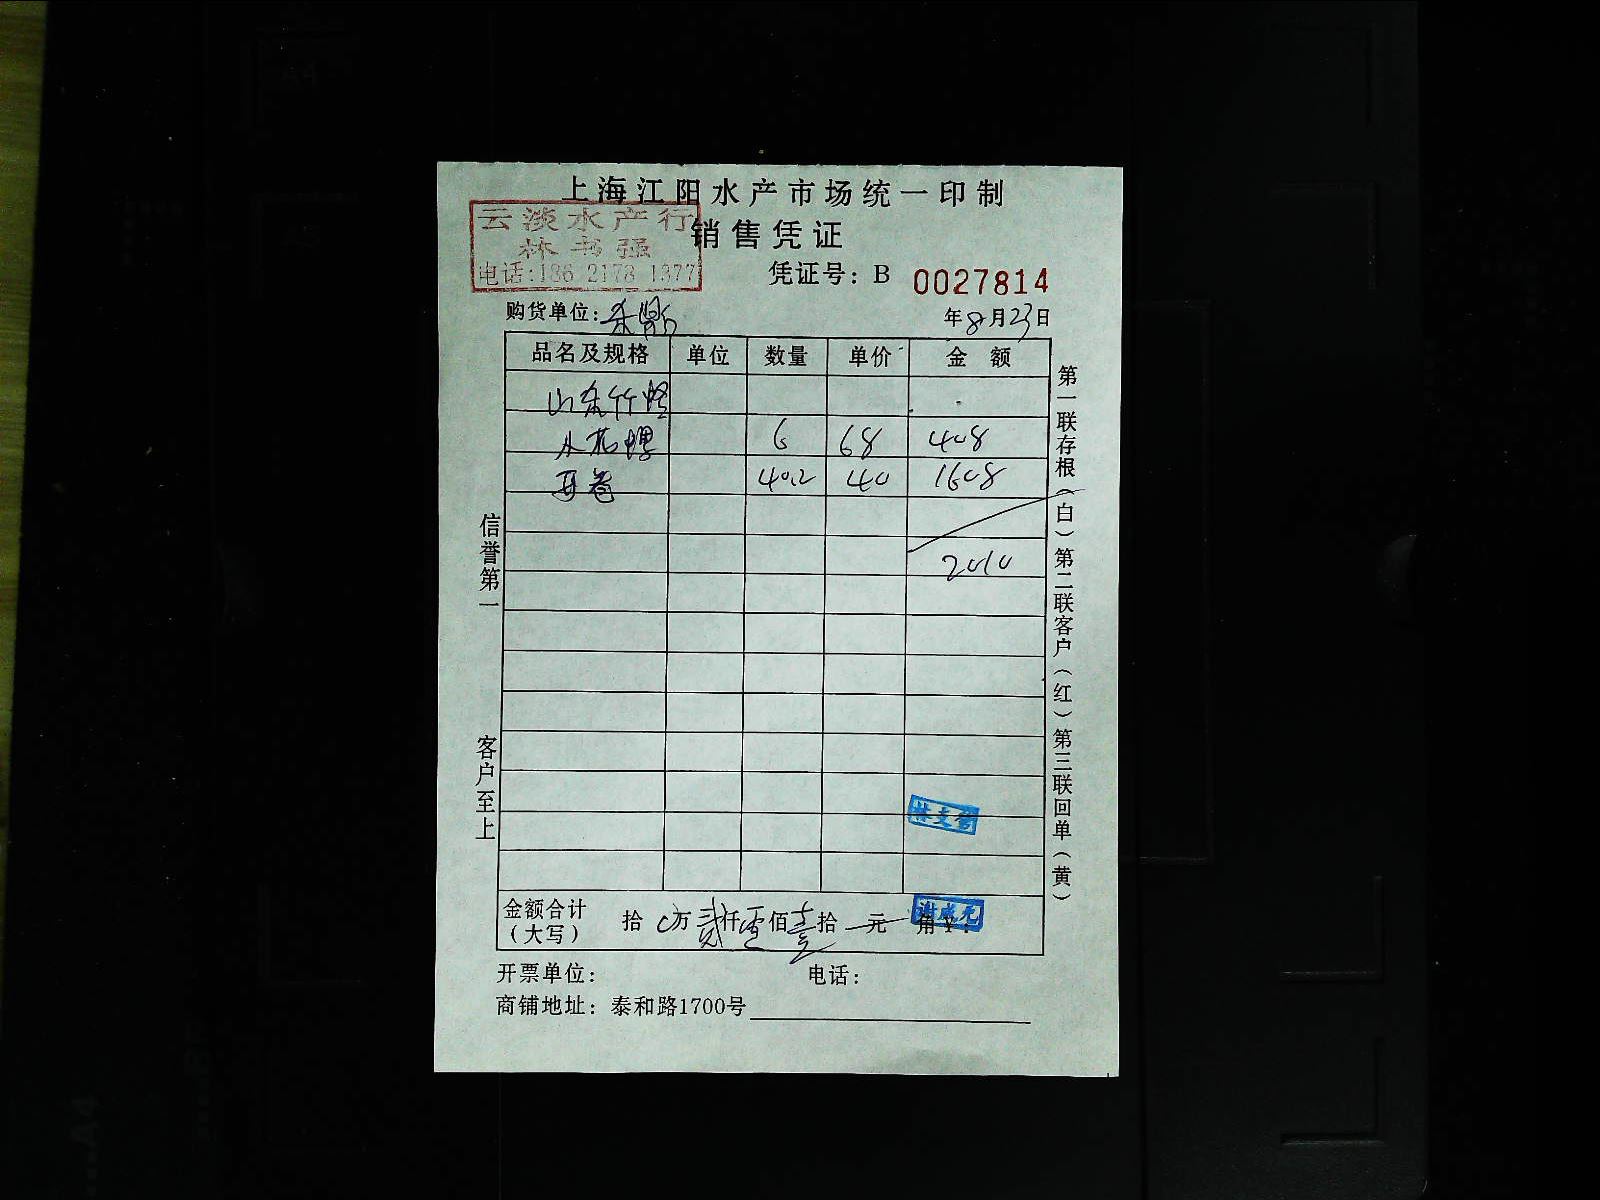 上海江阳水产市场统一印制
云淡水产行
销售凭证
林书强
凭证号：B 0027814
电话:186 2178 1377
购货单位：
年8月23日
品名及规格 单位 数量 单价 金额
山东竹蛏
6 68 408
40.2 40 1608
2010
信誉第一
客户至上
第一联存根（白）第二联客户（红）第三联回单（黄）
金额合计（大写） 拾 万 贰仟 零佰 壹拾 元 角 ¥：
开票单位： 电话：
商铺地址：泰和路1700号